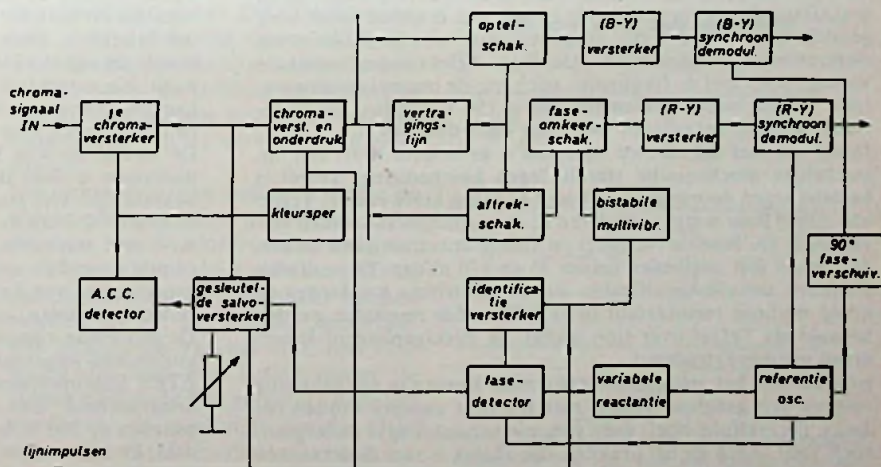 optel-
schak.
(B-Y)
versterker
(B-Y)
synchroon
demodul.
chroma-
signaal
IN
1e
chroma-
versterker
chroma-
verst. en
onderdruk
vertra-
gings-
lijn
fase-
omkeer
schak.
(R-Y)
versterker
(R-Y)
synchroon
demodul.
kleursper
aftrek-
schak.
bistabile
multivibr.
90°
fase-
verschuiv.
A.C.C.
detector
gesleutel-
de salvo-
versterker
identifica-
tie
versterker
fase-
detector
variabele
reactantie
referentie
osc.
lijnimpulsen